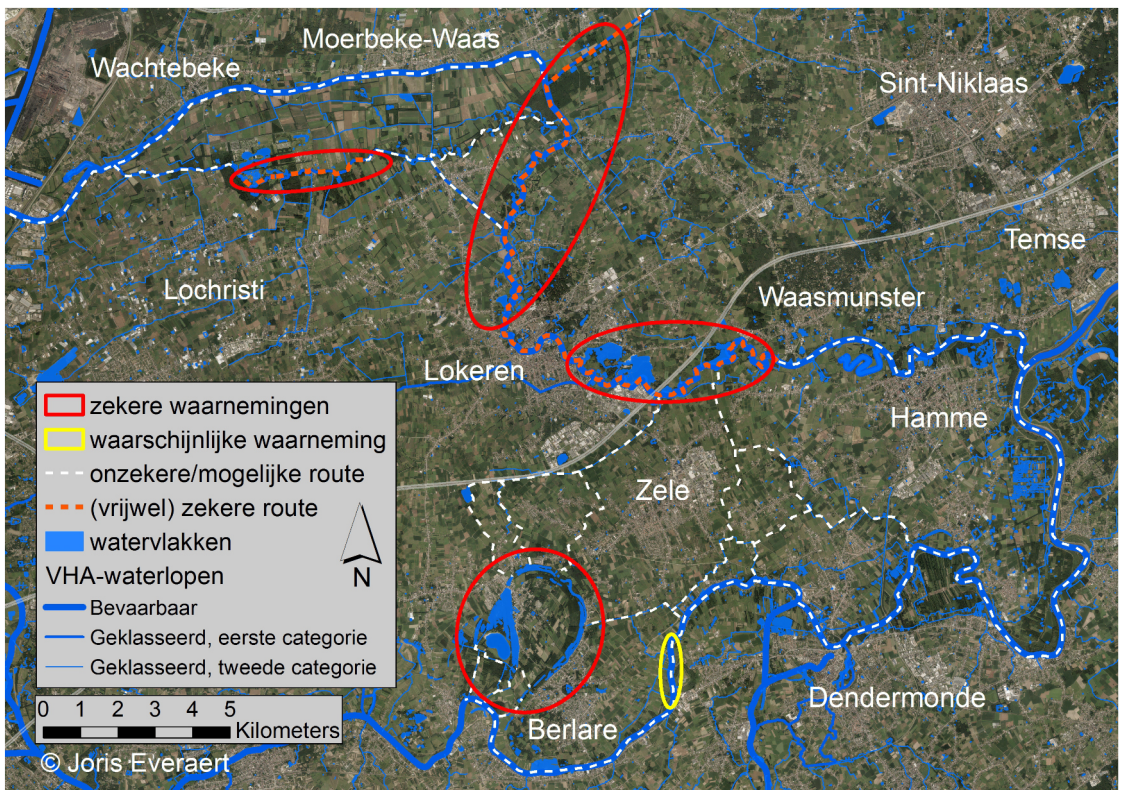 Moerbeke-Waas
Wachtebeke
Sint-Niklaas
Temse
Lochristi
Waasmunster
Lokeren
Hamme
Zele
Dendermonde
Berlare
zekere waarnemingen
waarschijnlijke waarneming
onzekere/mogelijke route
(vrijwel) zekere route
watervlakken
N
VHA-waterlopen
Bevaarbaar
Geklasseerd, eerste categorie
Geklasseerd, tweede categorie
0 1 2 3 4 5
Kilometers
© Joris Everaert